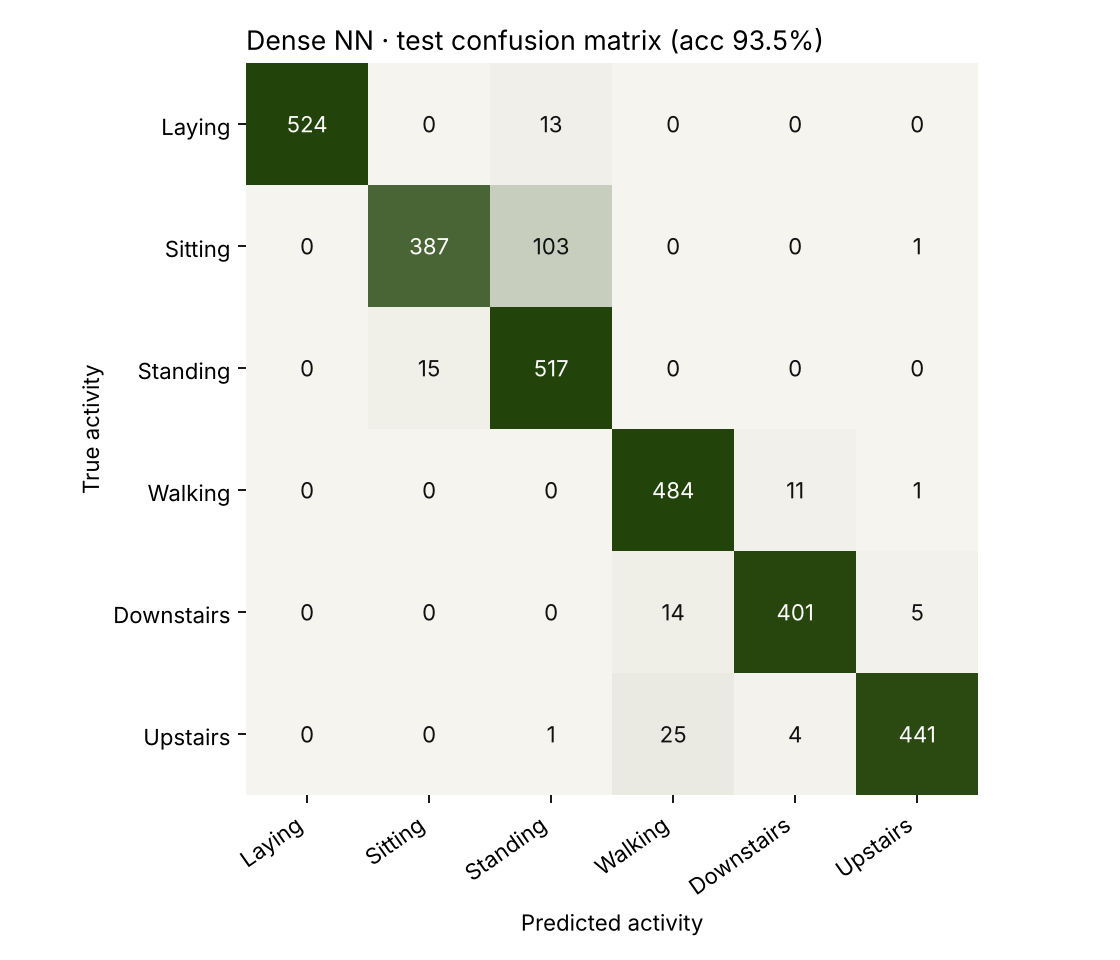 Dense NN · test confusion matrix (acc 93.5%)
Laying 524 0 13 0 0 0
Sitting 0 387 103 0 0 1
Standing 0 15 517 0 0 0
Walking 0 0 0 484 11 1
Downstairs 0 0 0 14 401 5
Upstairs 0 0 1 25 4 441
True activity
Laying Sitting Standing Walking Downstairs Upstairs
Predicted activity